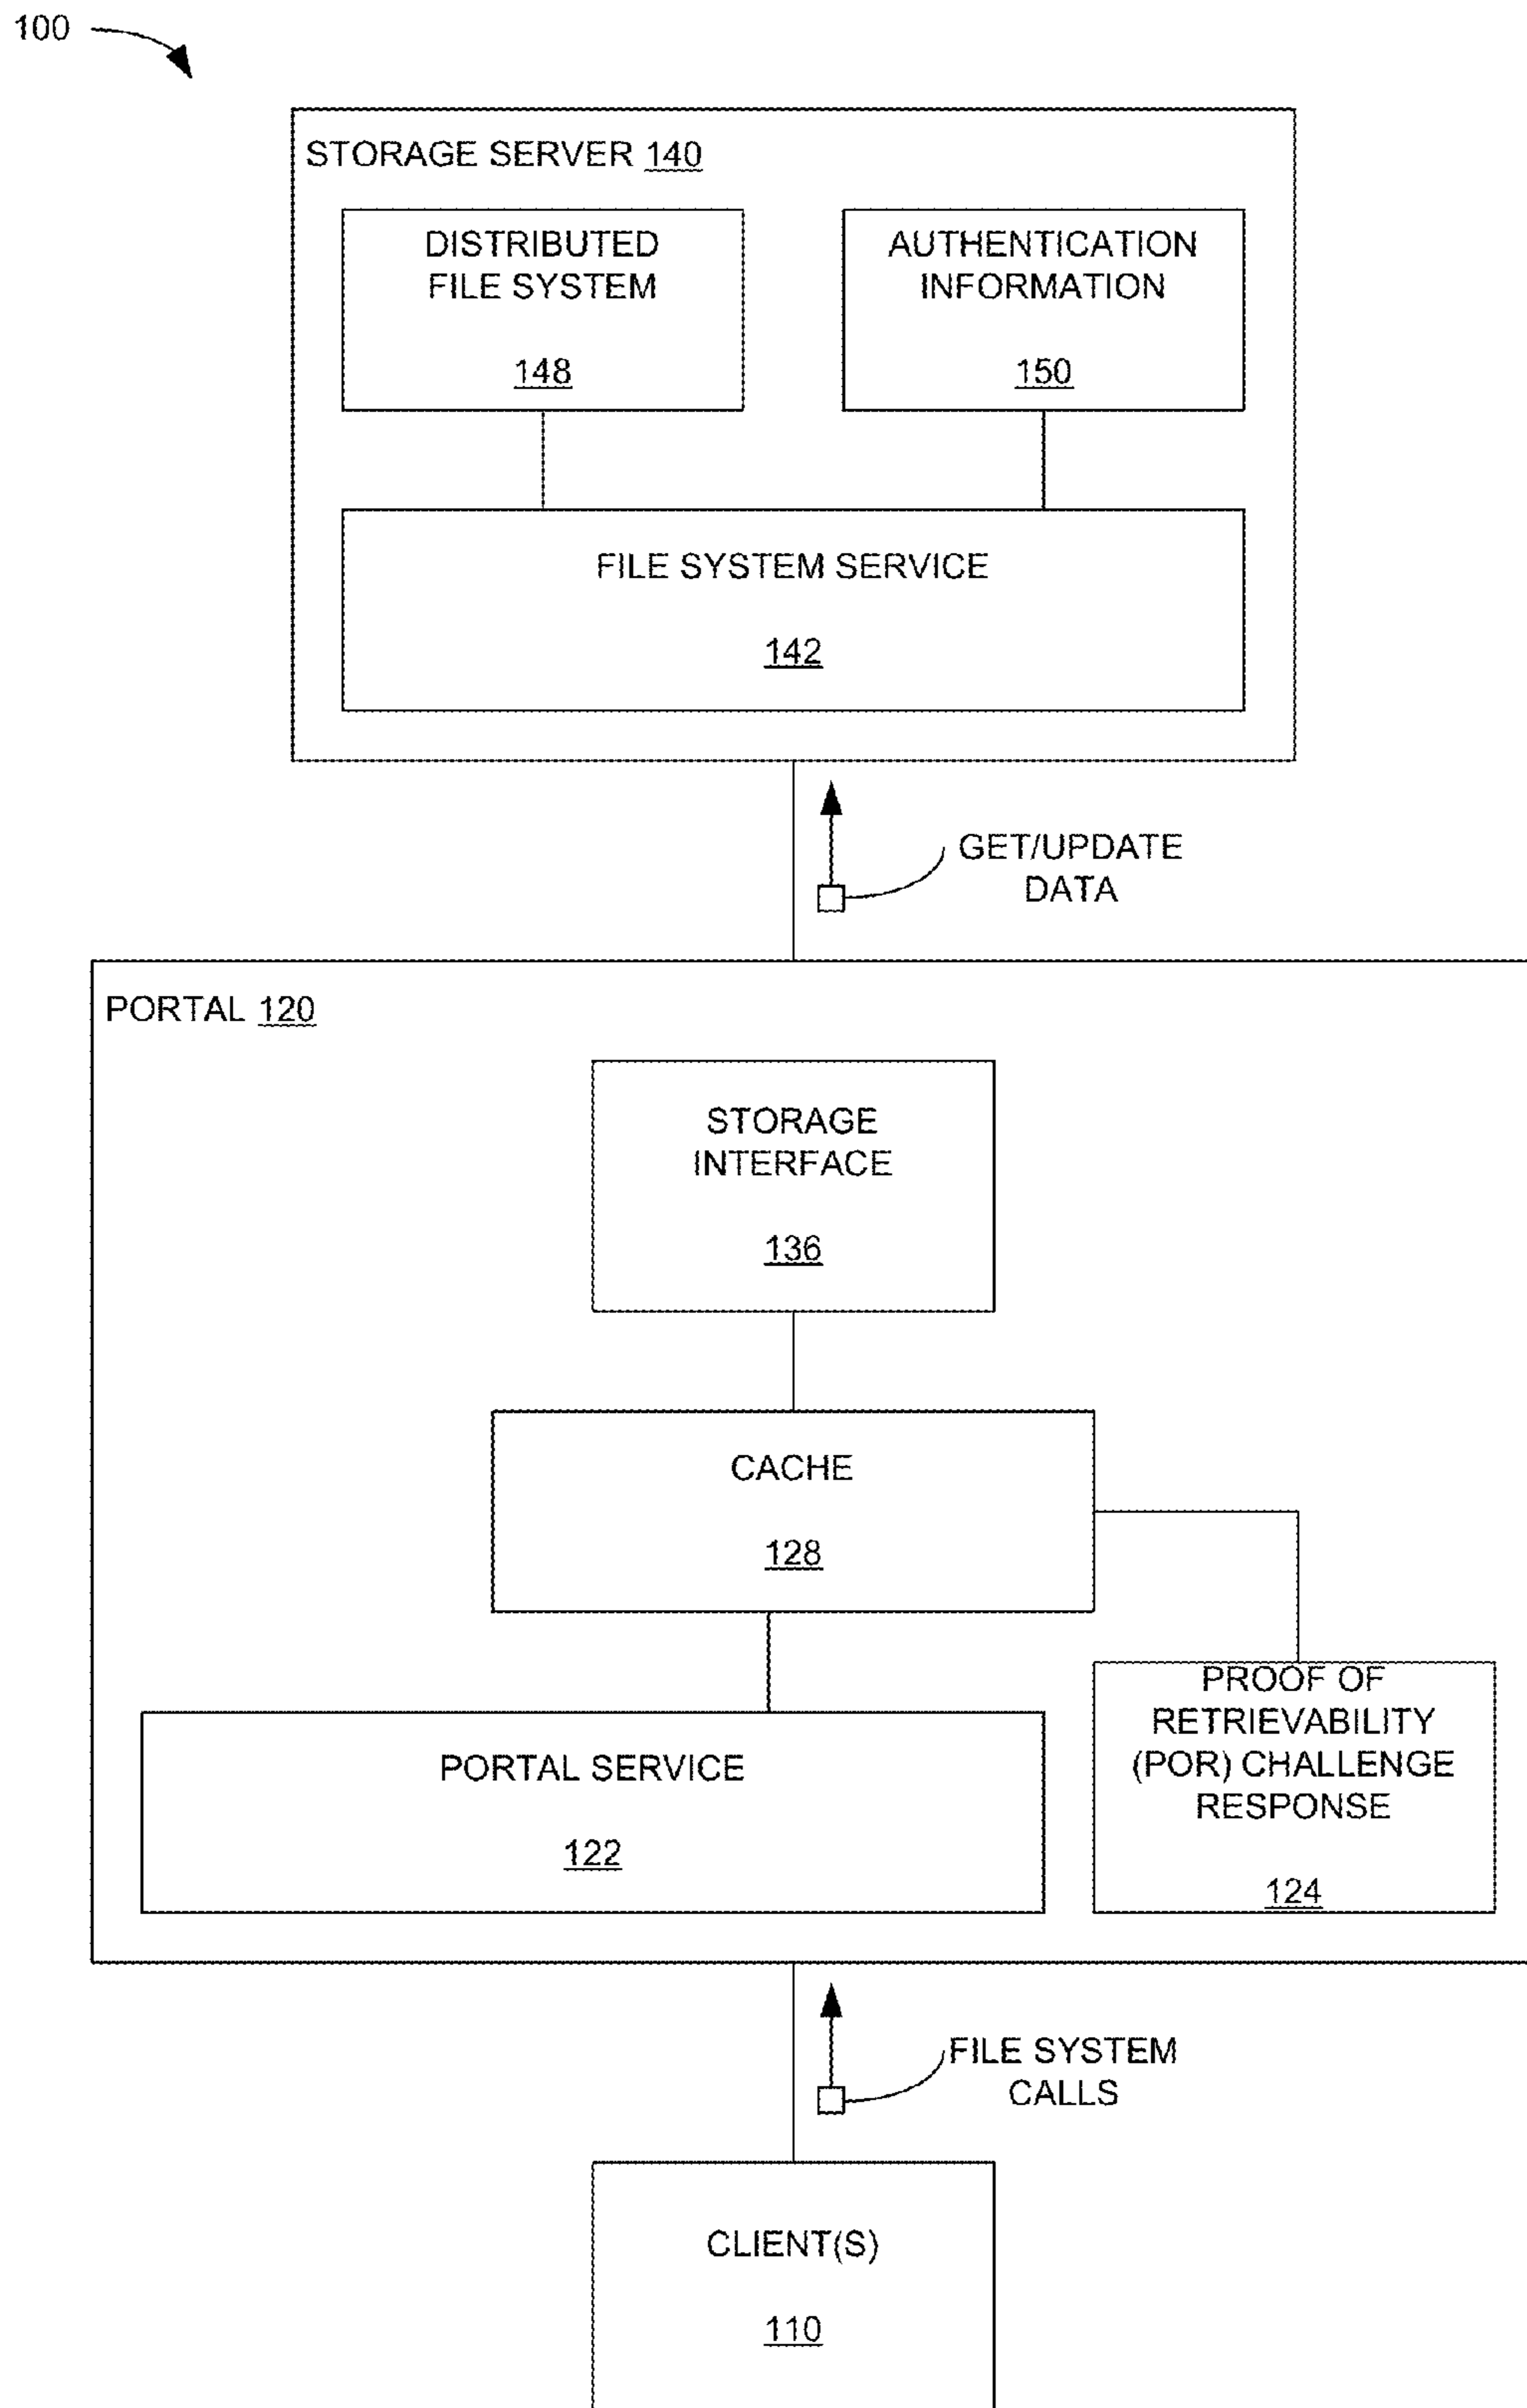 100
STORAGE SERVER 140
DISTRIBUTED
FILE SYSTEM
148
AUTHENTICATION
INFORMATION
150
FILE SYSTEM SERVICE
142
GET/UPDATE
DATA
PORTAL 120
STORAGE
INTERFACE
136
CACHE
128
PORTAL SERVICE
122
PROOF OF
RETRIEVABILITY
(POR) CHALLENGE
RESPONSE
124
FILE SYSTEM
CALLS
CLIENT(S)
110